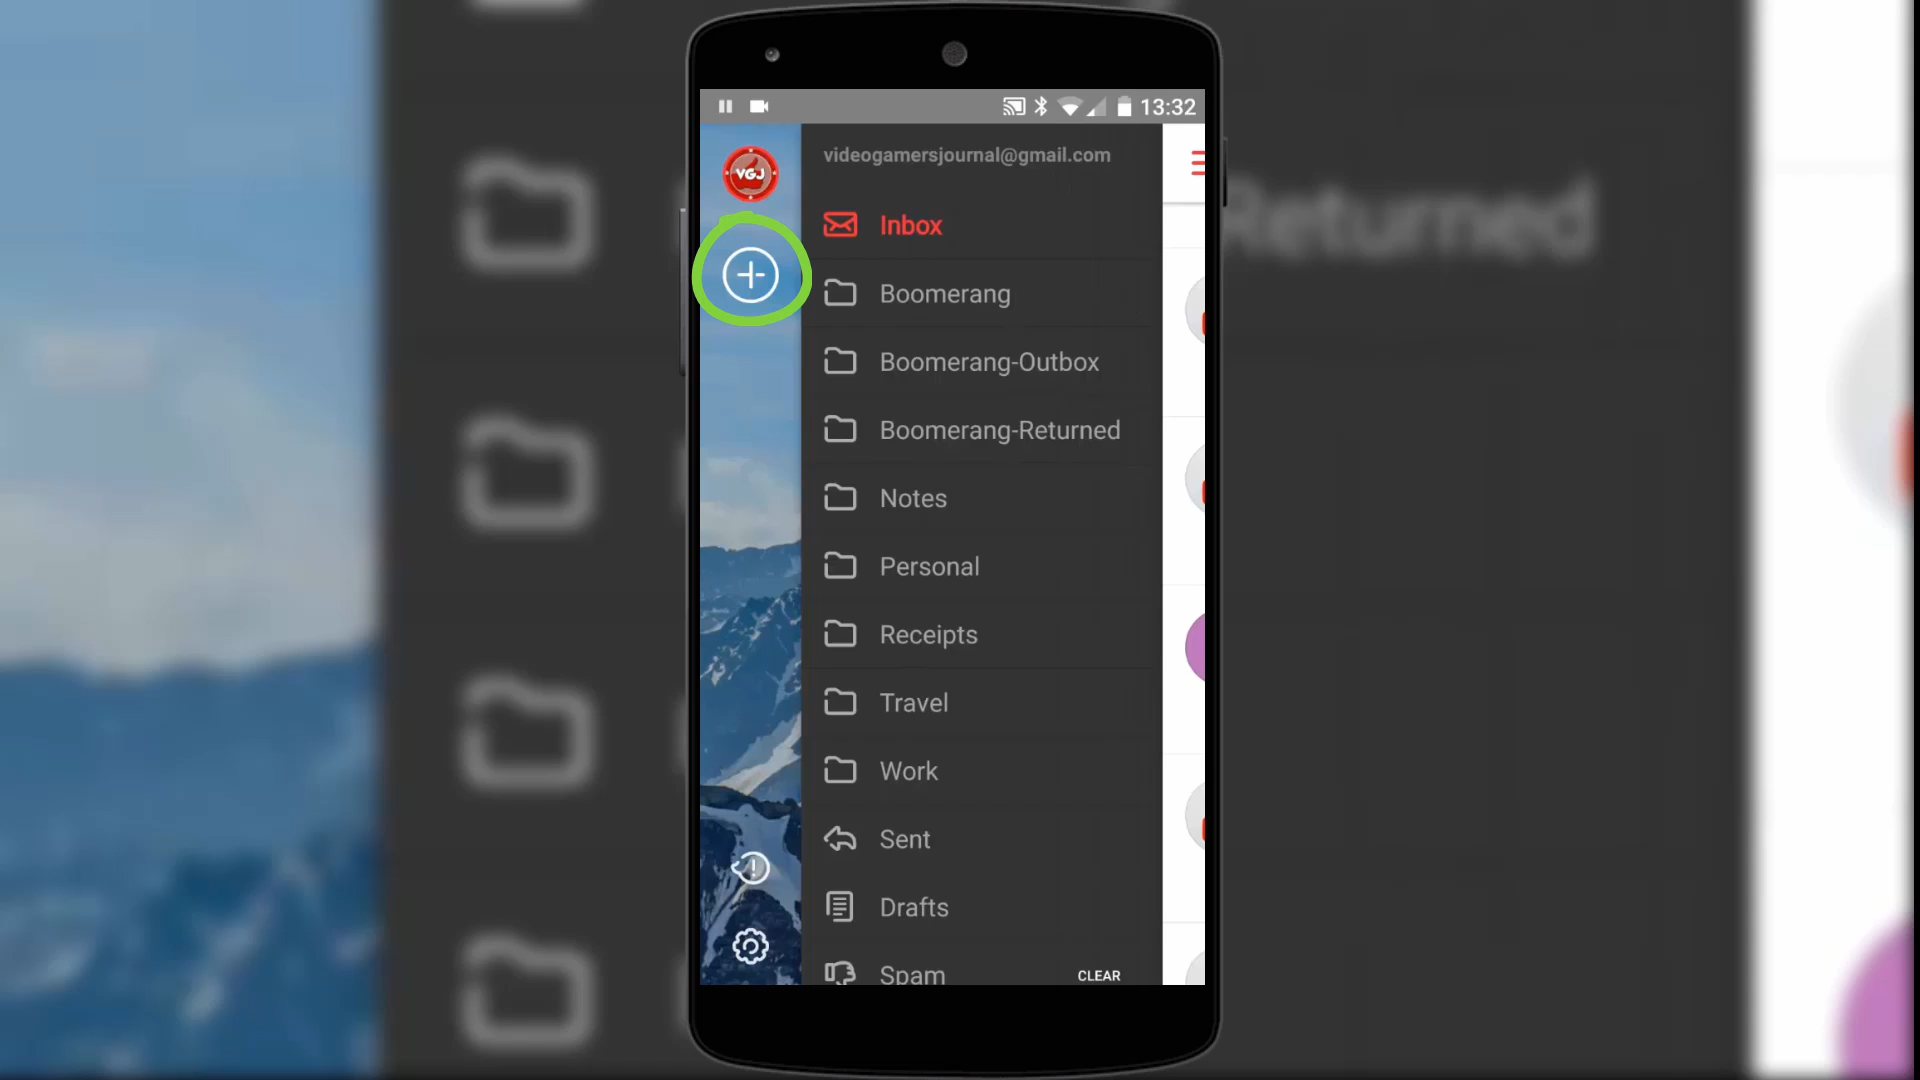 13:32
VGJ
videogamersjournal@gmail.com
Inbox
Boomerang
Boomerang-Outbox
Boomerang-Returned
Returned
Notes
Personal
Receipts
Travel
Work
Sent
Drafts
Spam
CLEAR